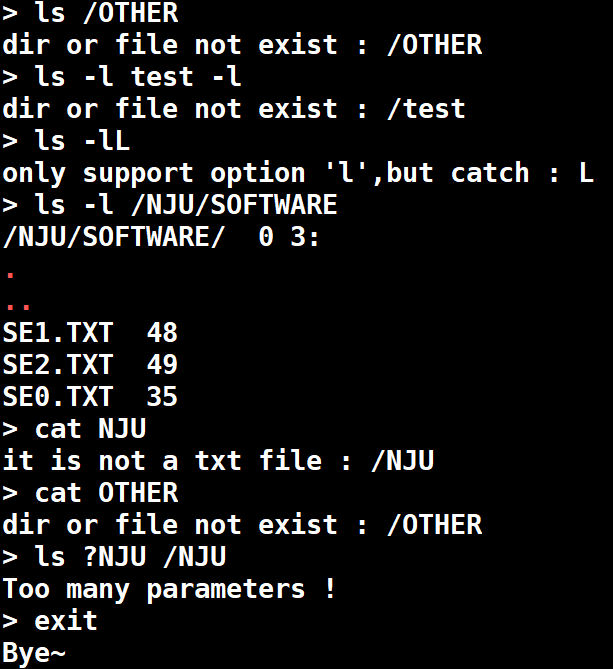 > ls /OTHER
dir or file not exist : /OTHER
> ls -l test -l
dir or file not exist : /test
> ls -lL
only support option 'l',but catch : L
> ls -l /NJU/SOFTWARE
/NJU/SOFTWARE/  0 3:
.
..
SE1.TXT  48
SE2.TXT  49
SE0.TXT  35
> cat NJU
it is not a txt file : /NJU
> cat OTHER
dir or file not exist : /OTHER
> ls ?NJU /NJU
Too many parameters !
> exit
Bye~